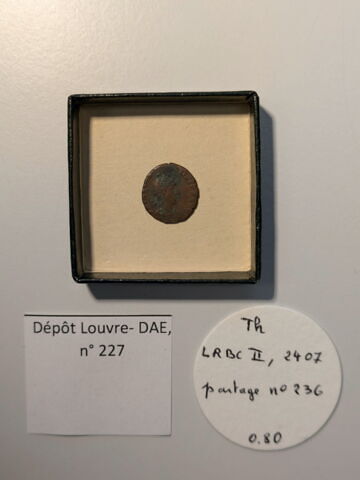 Dépôt Louvre- DAE,
n° 227
Th
LRBC II, 2407
partage n° 236
0.80